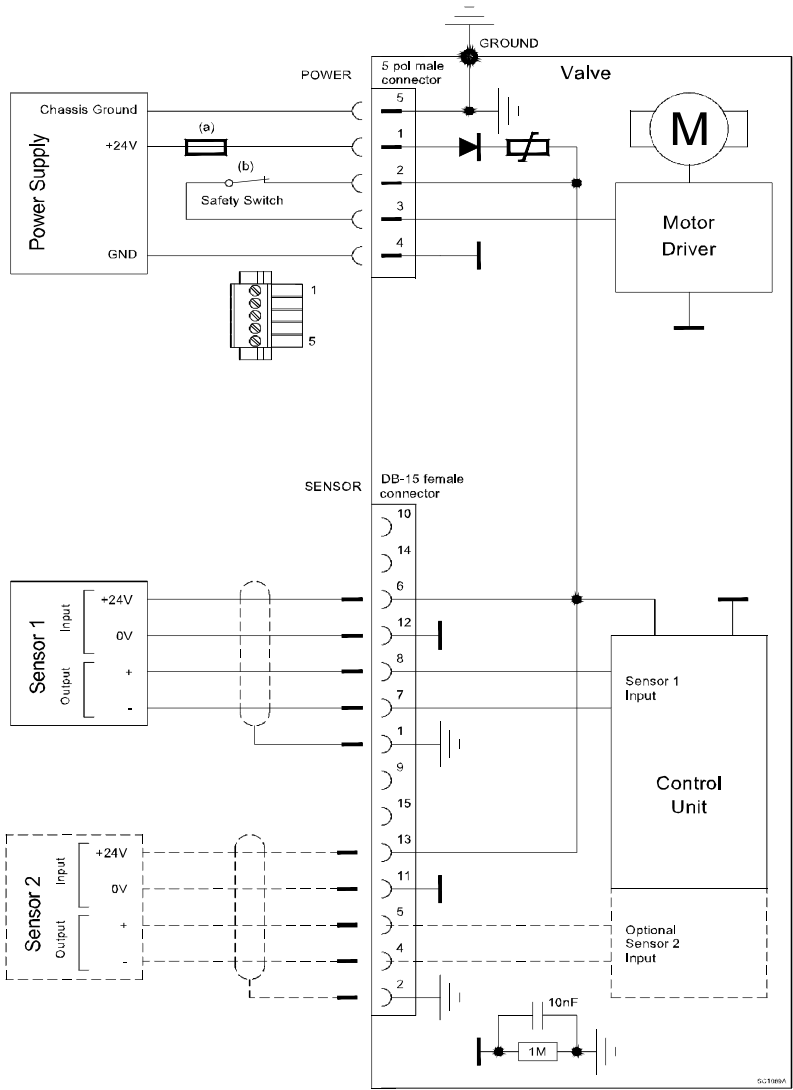 GROUND
POWER
5 pol male
connector
Valve
Chassis Ground
5
+24V
(a)
1
M
(b)
2
Safety Switch
3
Power Supply
Motor
Driver
GND
4
1
5
SENSOR
DB-15 female
connector
10
14
Sensor 1
Input
+24V
6
0V
12
Output
+
8
Sensor 1
Input
-
7
1
9
Control
Unit
15
Sensor 2
Input
+24V
13
0V
11
Output
+
5
Optional
Sensor 2
Input
-
4
2
10nF
1M